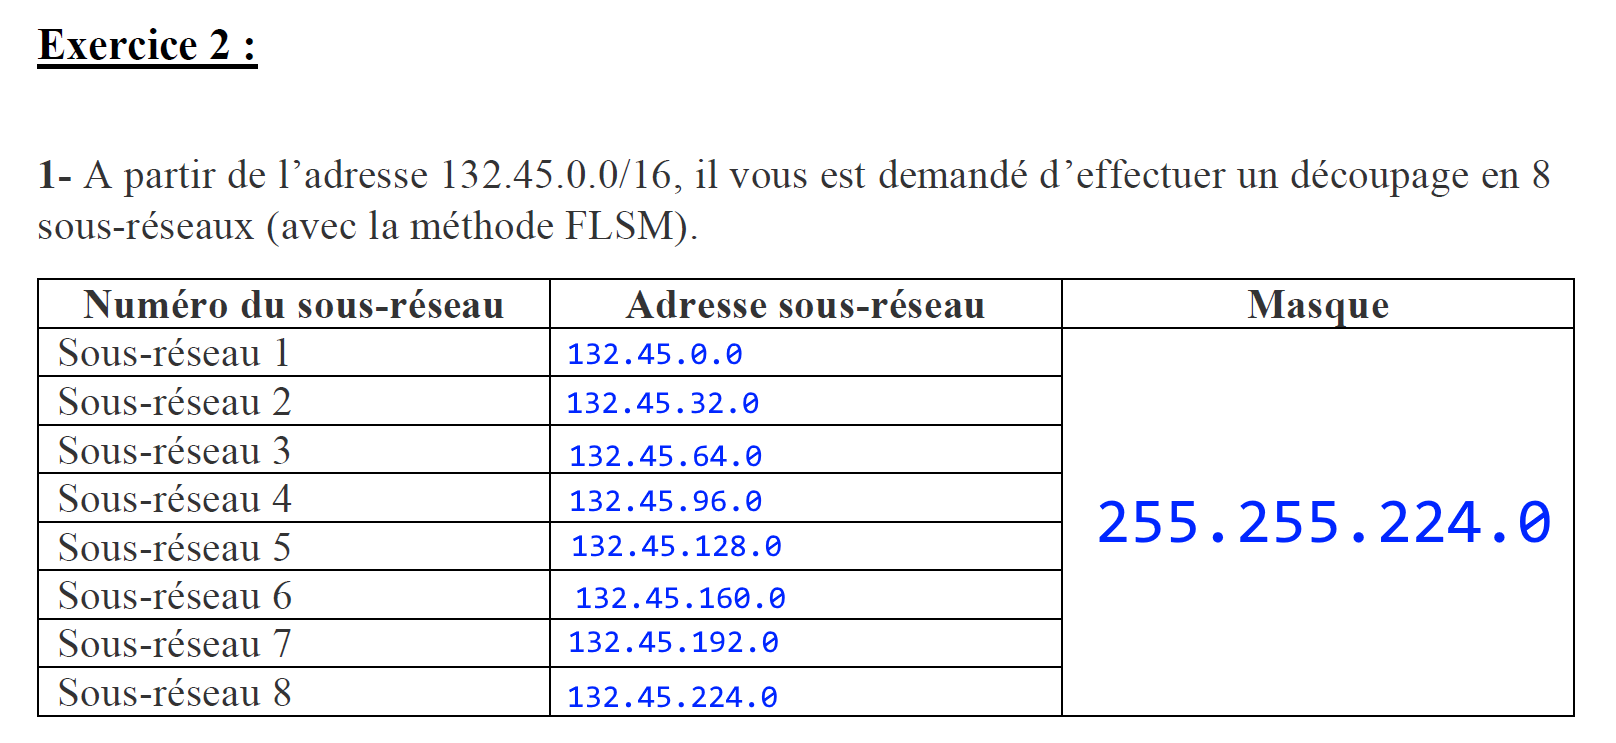 Exercice 2 :
1- A partir de l’adresse 132.45.0.0/16, il vous est demandé d’effectuer un découpage en 8
sous-réseaux (avec la méthode FLSM).
Numéro du sous-réseau Adresse sous-réseau Masque
Sous-réseau 1 132.45.0.0
Sous-réseau 2 132.45.32.0
Sous-réseau 3 132.45.64.0
Sous-réseau 4 132.45.96.0
255.255.224.0
Sous-réseau 5 132.45.128.0
Sous-réseau 6 132.45.160.0
Sous-réseau 7 132.45.192.0
Sous-réseau 8 132.45.224.0